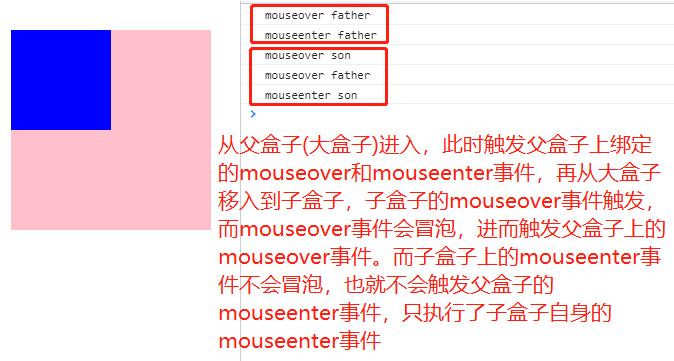 mouseover father
mouseenter father
mouseover son
mouseover father
mouseenter son
从父盒子(大盒子)进入，此时触发父盒子上绑定
的mouseover和mouseenter事件，再从大盒子
移入到子盒子，子盒子的mouseover事件触发，
而mouseover事件会冒泡，进而触发父盒子上的
mouseover事件。而子盒子上的mouseenter事
件不会冒泡，也就不会触发父盒子的
mouseenter事件，只执行了子盒子自身的
mouseenter事件